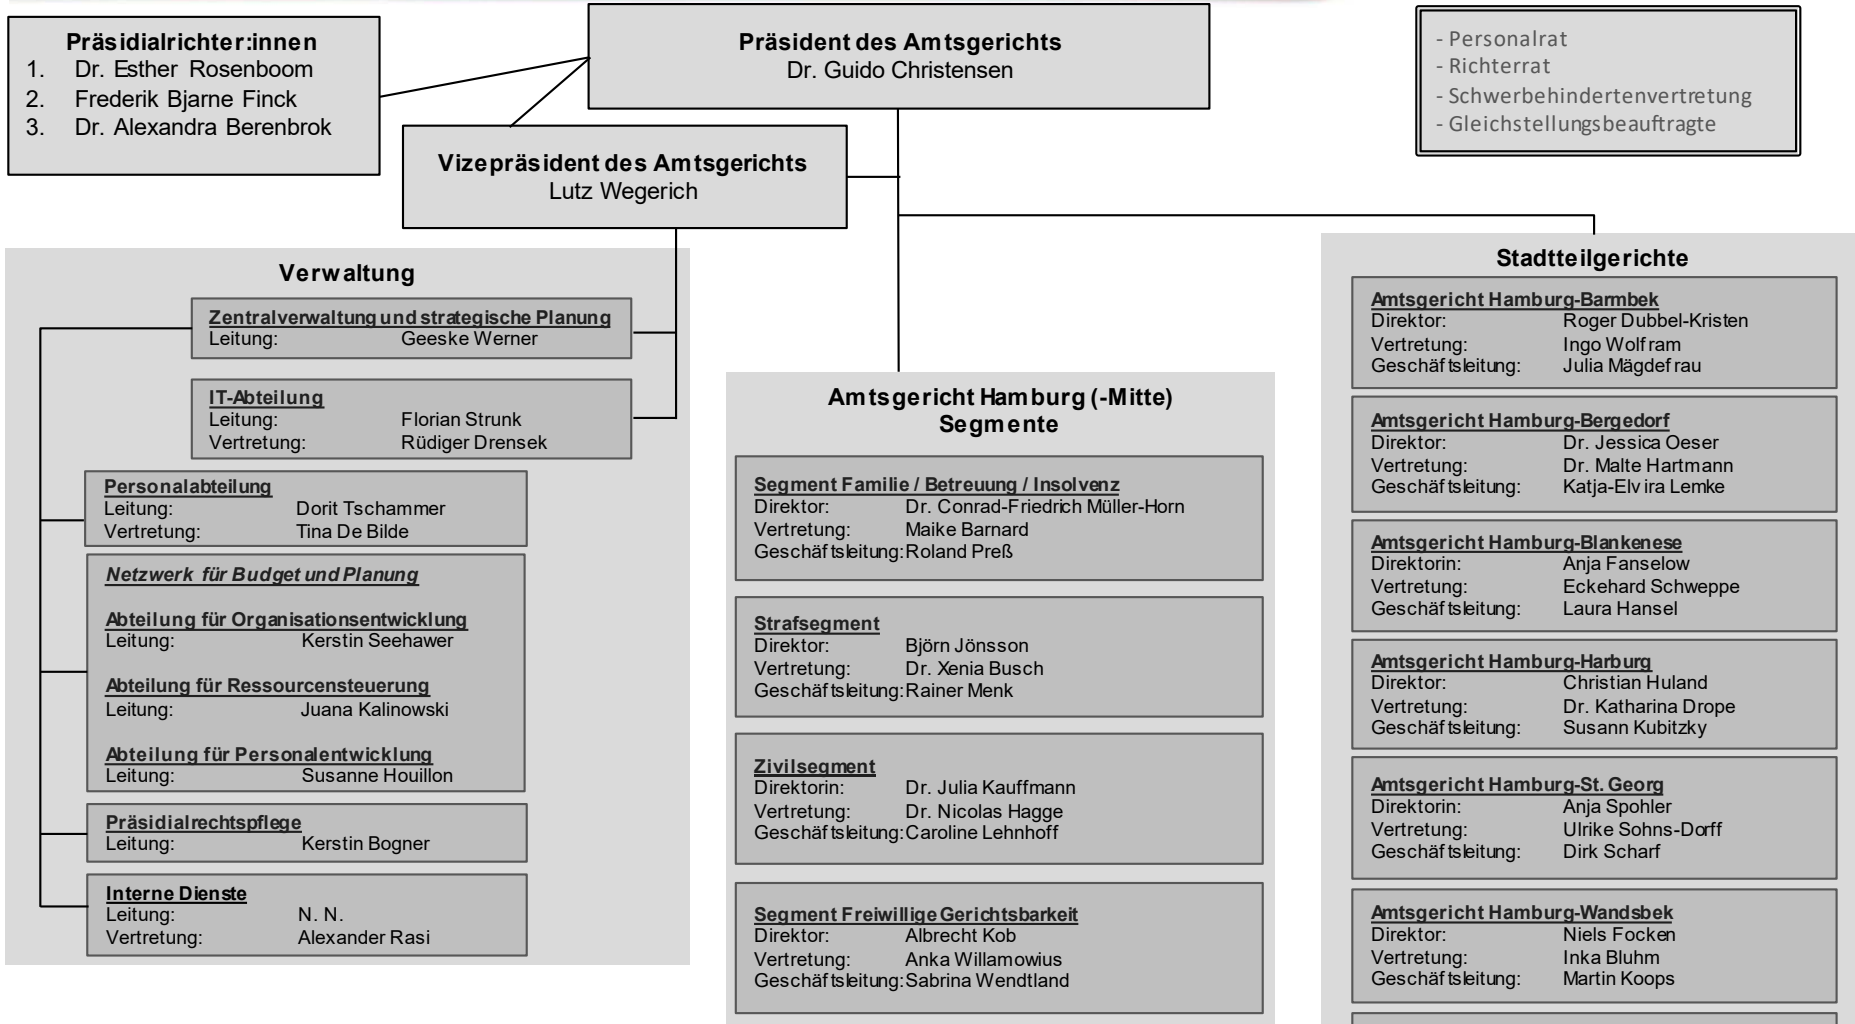 Präsidialrichter:innen
1. Dr. Esther Rosenboom
2. Frederik Bjarne Finck
3. Dr. Alexandra Berenbrok
Präsident des Amtsgerichts
Dr. Guido Christensen
- Personalrat
- Richterrat
- Schwerbehindertenvertretung
- Gleichstellungsbeauftragte
Vizepräsident des Amtsgerichts
Lutz Wegerich
Verwaltung
Zentralverwaltung und strategische Planung
Leitung: Geeske Werner
IT-Abteilung
Leitung: Florian Strunk
Vertretung: Rüdiger Drensek
Personalabteilung
Leitung: Dorit Tschammer
Vertretung: Tina De Bilde
Netzwerk für Budget und Planung
Abteilung für Organisationsentwicklung
Leitung: Kerstin Seehawer
Abteilung für Ressourcensteuerung
Leitung: Juana Kalinowski
Abteilung für Personalentwicklung
Leitung: Susanne Houillon
Präsidialrechtspflege
Leitung: Kerstin Bogner
Interne Dienste
Leitung: N. N.
Vertretung: Alexander Rasi
Amtsgericht Hamburg (-Mitte)
Segmente
Segment Familie / Betreuung / Insolvenz
Direktor: Dr. Conrad-Friedrich Müller-Horn
Vertretung: Maike Barnard
Geschäftsleitung: Roland Preß
Strafsegment
Direktor: Björn Jönsson
Vertretung: Dr. Xenia Busch
Geschäftsleitung: Rainer Menk
Zivilsegment
Direktorin: Dr. Julia Kauffmann
Vertretung: Dr. Nicolas Hagge
Geschäftsleitung: Caroline Lehnhoff
Segment Freiwillige Gerichtsbarkeit
Direktor: Albrecht Kob
Vertretung: Anka Willamowius
Geschäftsleitung: Sabrina Wendtland
Stadtteilgerichte
Amtsgericht Hamburg-Barmbek
Direktor: Roger Dubbel-Kristen
Vertretung: Ingo Wolfram
Geschäftsleitung: Julia Mägdefrau
Amtsgericht Hamburg-Bergedorf
Direktor: Dr. Jessica Oeser
Vertretung: Dr. Malte Hartmann
Geschäftsleitung: Katja-Elvira Lemke
Amtsgericht Hamburg-Blankenese
Direktorin: Anja Fanselow
Vertretung: Eckehard Schweppe
Geschäftsleitung: Laura Hansel
Amtsgericht Hamburg-Harburg
Direktor: Christian Huland
Vertretung: Dr. Katharina Drope
Geschäftsleitung: Susann Kubitzky
Amtsgericht Hamburg-St. Georg
Direktorin: Anja Spohler
Vertretung: Ulrike Sohns-Dorff
Geschäftsleitung: Dirk Scharf
Amtsgericht Hamburg-Wandsbek
Direktor: Niels Focken
Vertretung: Inka Bluhm
Geschäftsleitung: Martin Koops